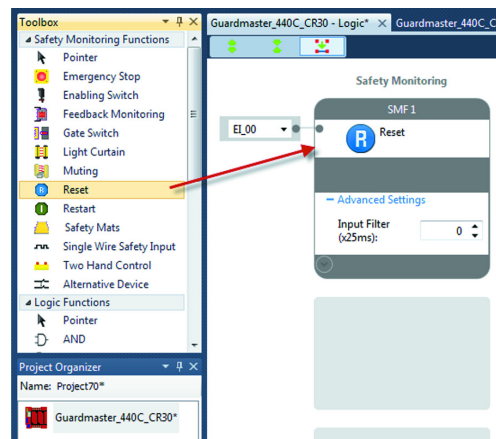 Toolbox
Safety Monitoring Functions
Pointer
Emergency Stop
Enabling Switch
Feedback Monitoring
Gate Switch
Light Curtain
Muting
R Reset
Restart
Safety Mats
Single Wire Safety Input
Two Hand Control
Alternative Device
Logic Functions
Pointer
AND
Project Organizer
Name: Project70*
Guardmaster_440C_CR30*
Guardmaster_440C_CR30 - Logic*
Guardmaster_440C_C
Safety Monitoring
SMF 1
EI_00
R Reset
Advanced Settings
Input Filter
(x25ms):
0